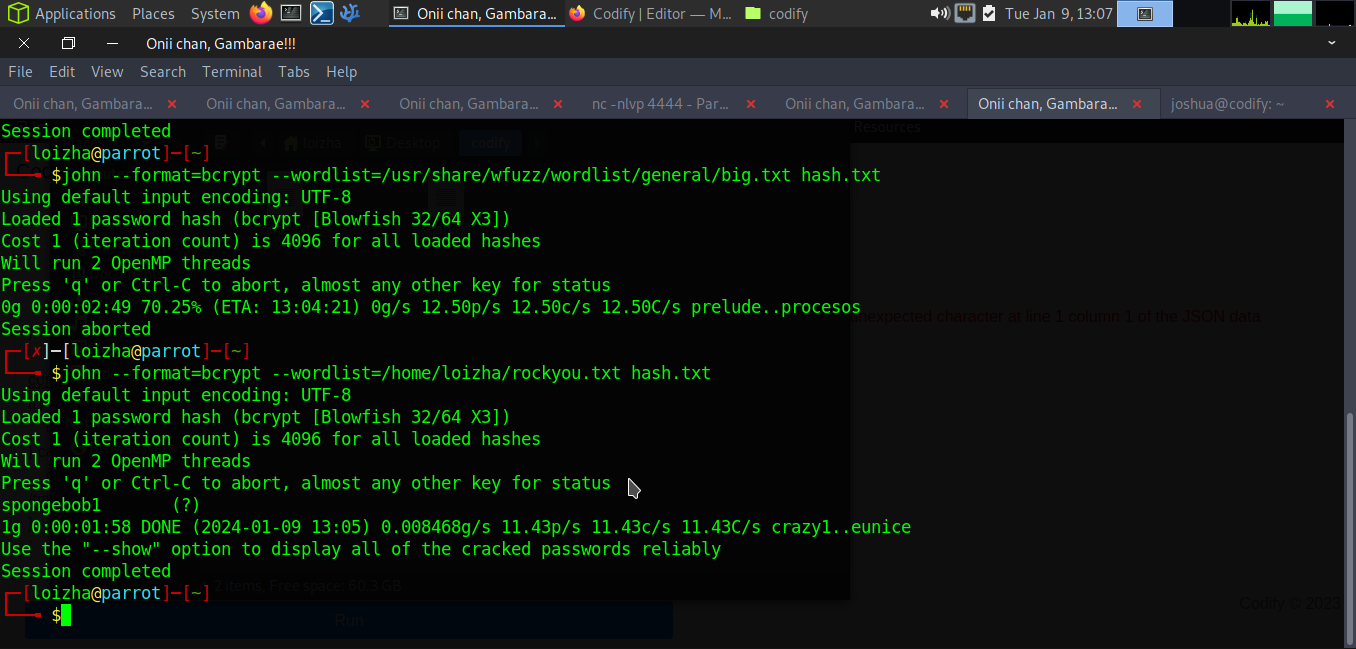 Applications Places System Onii chan, Gambara... Codify | Editor — M... codify Tue Jan 9, 13:07
Onii chan, Gambarae!!!
File Edit View Search Terminal Tabs Help
Onii chan, Gambara... Onii chan, Gambara... Onii chan, Gambara... nc -nlvp 4444 - Par... Onii chan, Gambara... Onii chan, Gambara... joshua@codify: ~
Resources
loizha Desktop codify
Session completed
[loizha@parrot]─[~]
$john --format=bcrypt --wordlist=/usr/share/wfuzz/wordlist/general/big.txt hash.txt
Using default input encoding: UTF-8
Loaded 1 password hash (bcrypt [Blowfish 32/64 X3])
Cost 1 (iteration count) is 4096 for all loaded hashes
Will run 2 OpenMP threads
Press 'q' or Ctrl-C to abort, almost any other key for status
0g 0:00:02:49 70.25% (ETA: 13:04:21) 0g/s 12.50p/s 12.50c/s 12.50C/s prelude..procesos
unexpected character at line 1 column 1 of the JSON data
Session aborted
[✗]─[loizha@parrot]─[~]
$john --format=bcrypt --wordlist=/home/loizha/rockyou.txt hash.txt
Using default input encoding: UTF-8
Loaded 1 password hash (bcrypt [Blowfish 32/64 X3])
Cost 1 (iteration count) is 4096 for all loaded hashes
Will run 2 OpenMP threads
Press 'q' or Ctrl-C to abort, almost any other key for status
spongebob1 (?)
1g 0:00:01:58 DONE (2024-01-09 13:05) 0.008468g/s 11.43p/s 11.43c/s 11.43C/s crazy1..eunice
Use the "--show" option to display all of the cracked passwords reliably
Session completed
2 items, Free space: 60.3 GB
[loizha@parrot]─[~]
$
Codify © 2023
Run